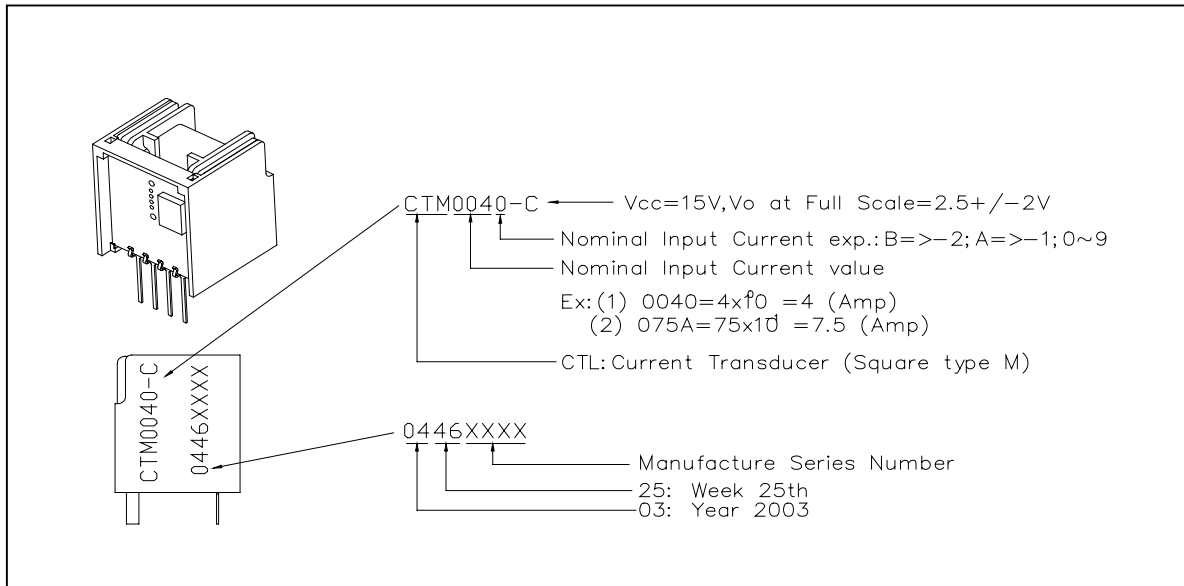 CTM0040-C
Vcc=15V,Vo at Full Scale=2.5+/-2V
Nominal Input Current exp.:B=>-2;A=>-1;0~9
Nominal Input Current value
Ex:(1) 0040=4x10⁰ =4 (Amp)
(2) 075A=75x10⁻¹ =7.5 (Amp)
CTL:Current Transducer (Square type M)
CTM0040-C
0446XXXX
0446XXXX
Manufacture Series Number
25: Week 25th
03: Year 2003